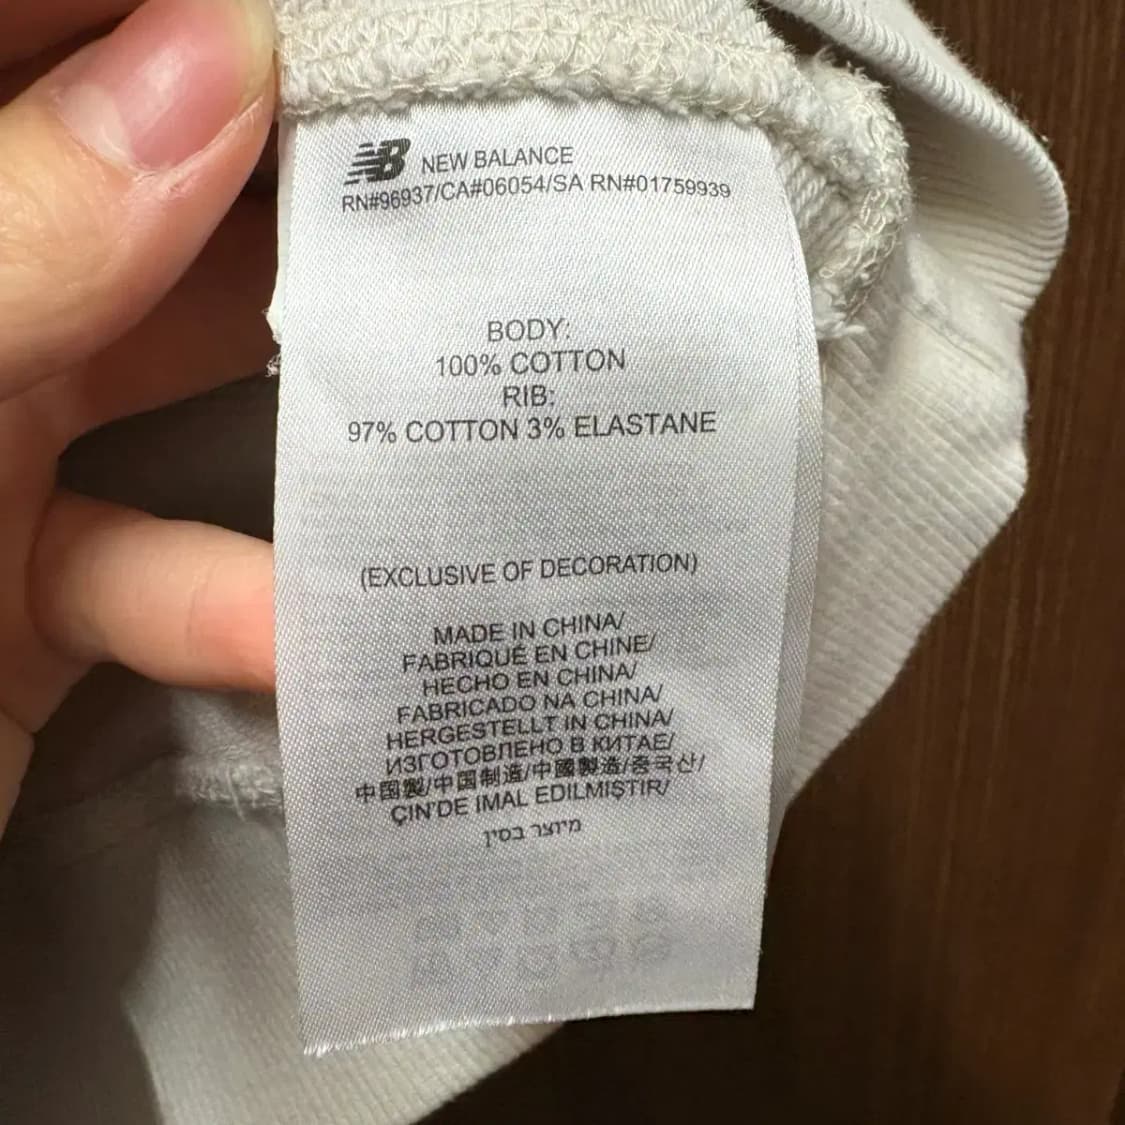 NB NEW BALANCE
RN#96937/CA#06054/SA RN#01759939
BODY:
100% COTTON
RIB:
97% COTTON 3% ELASTANE
(EXCLUSIVE OF DECORATION)
MADE IN CHINA/
FABRIQUÉ EN CHINE/
HECHO EN CHINA/
FABRICADO NA CHINA/
HERGESTELLT IN CHINA/
ИЗГОТОВЛЕНО В КИТАЕ/
中国製/中国制造/中國製造/중국산/
ÇIN'DE IMAL EDILMIŞTIR/
מיוצר בסין